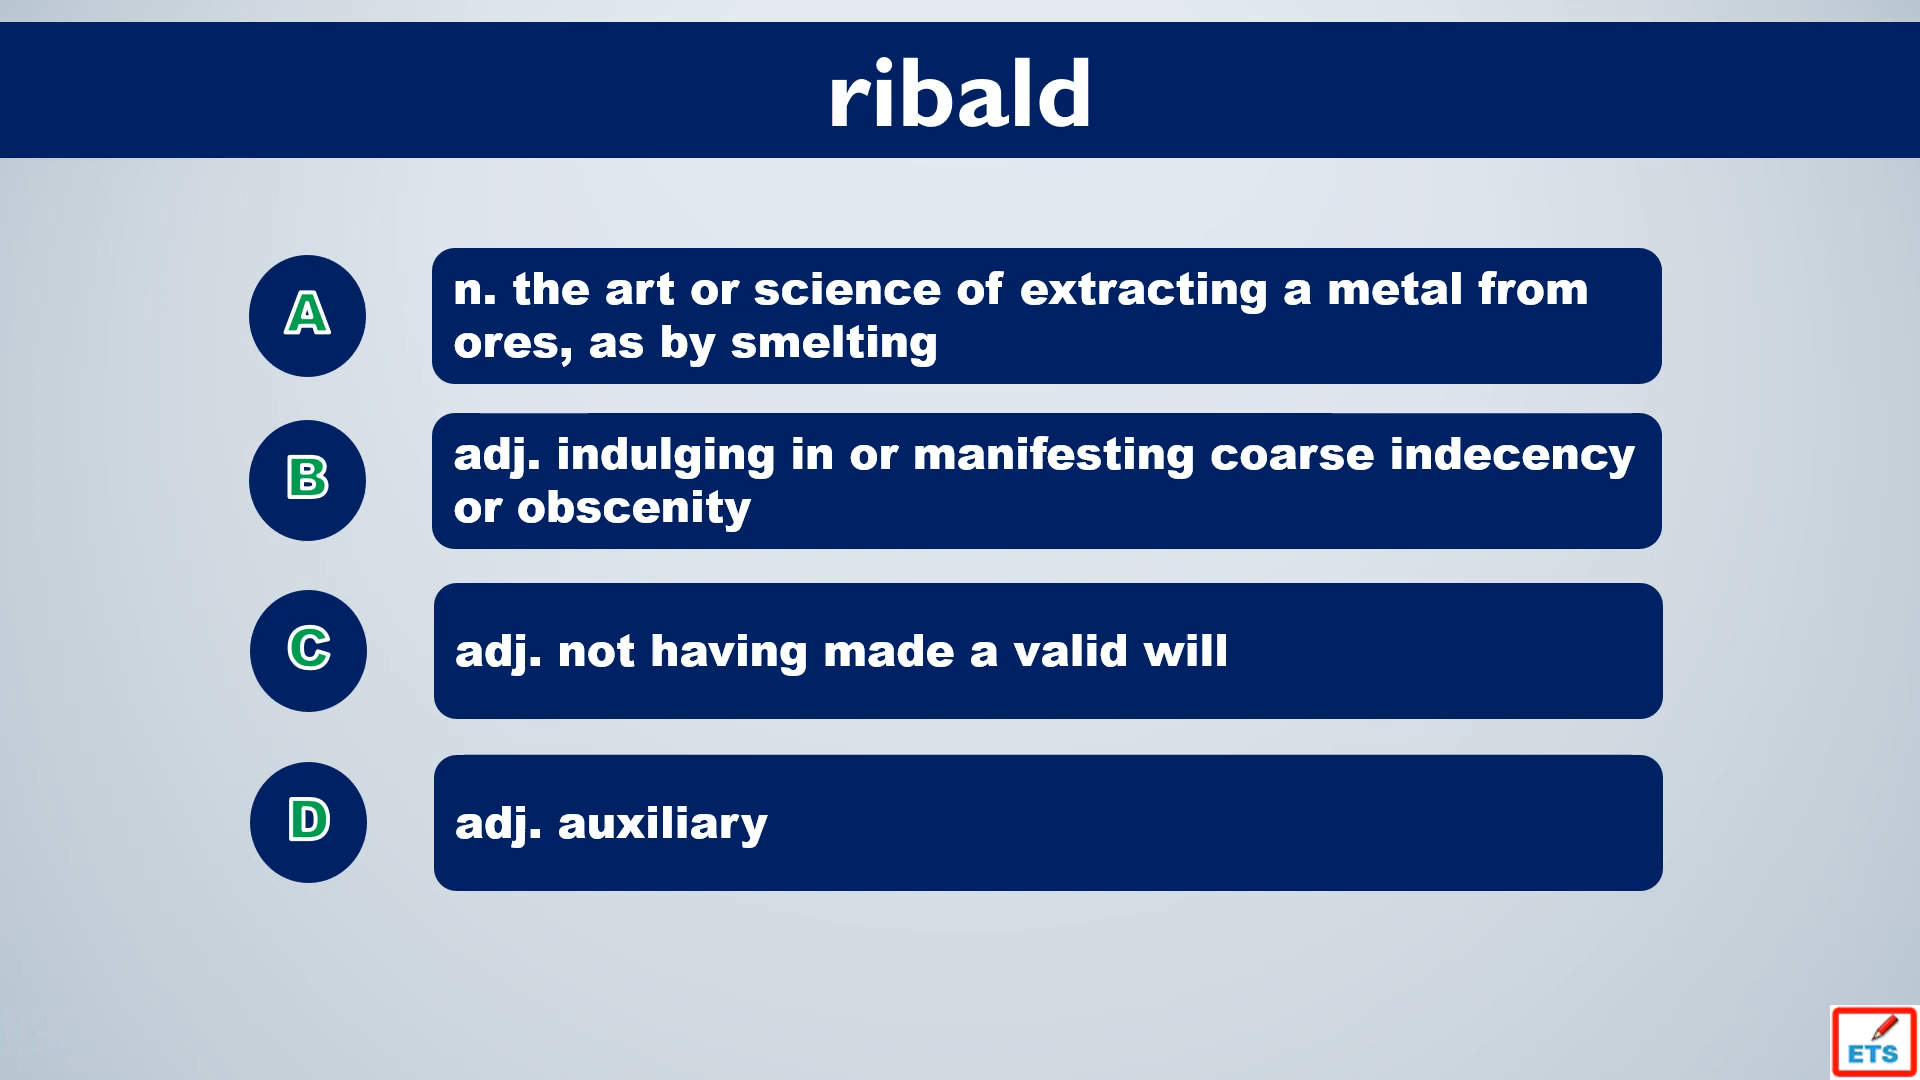 ribald
A
n. the art or science of extracting a metal from
ores, as by smelting
B
adj. indulging in or manifesting coarse indecency
or obscenity
C
adj. not having made a valid will
D
adj. auxiliary
ETS